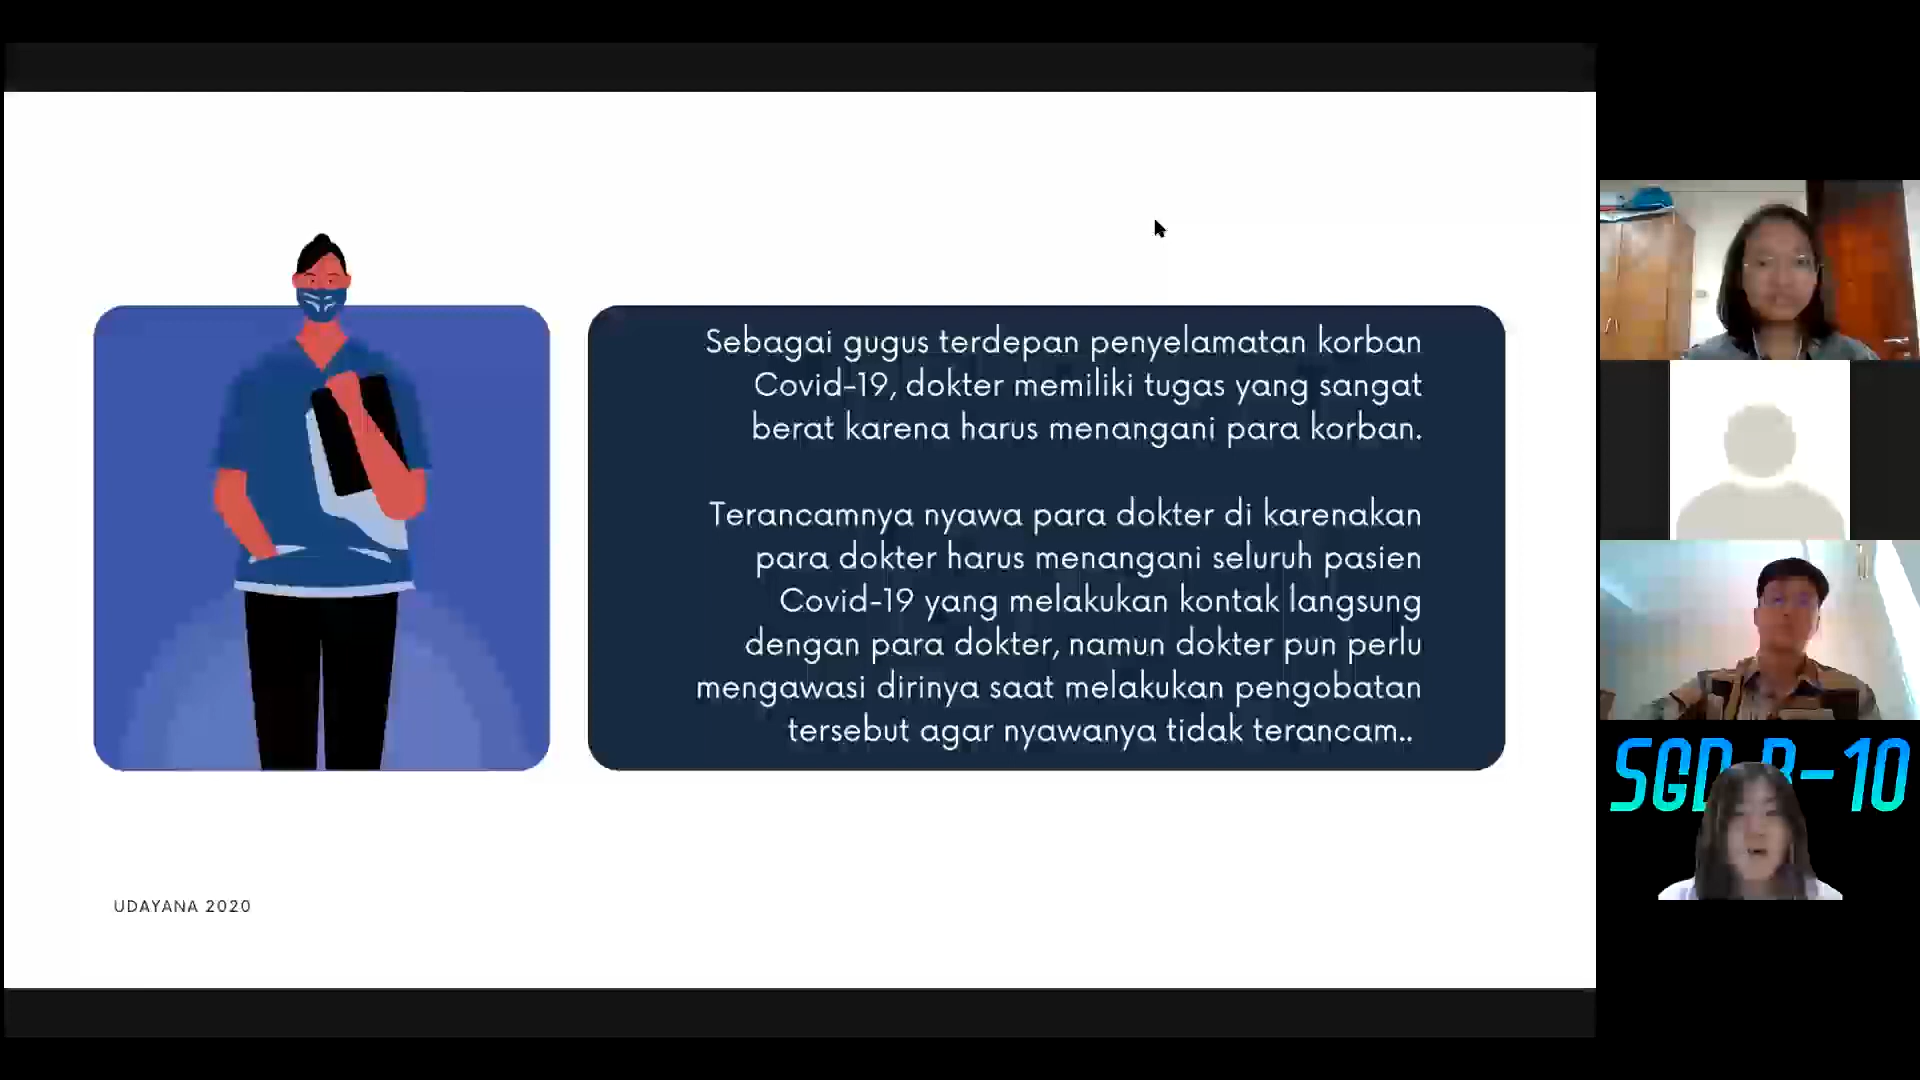 Sebagai gugus terdepan penyelamatan korban
Covid-19, dokter memiliki tugas yang sangat
berat karena harus menangani para korban.
Terancamnya nyawa para dokter di karenakan
para dokter harus menangani seluruh pasien
Covid-19 yang melakukan kontak langsung
dengan para dokter, namun dokter pun perlu
mengawasi dirinya saat melakukan pengobatan
tersebut agar nyawanya tidak terancam..
UDAYANA 2020
SGD B-10